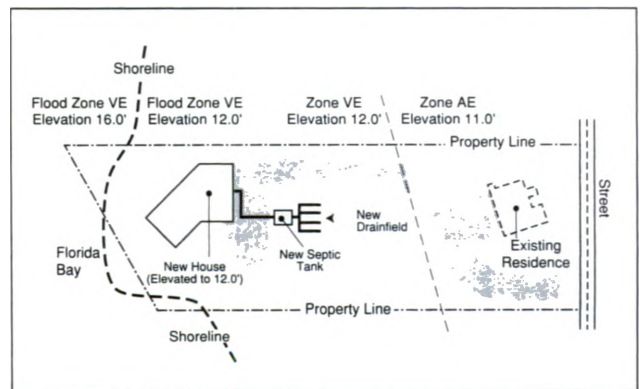 Shoreline
Flood Zone VE
Elevation 16.0'
Flood Zone VE
Elevation 12.0'
Zone VE
Elevation 12.0'
Zone AE
Elevation 11.0'
Property Line
Street
New
Drainfield
Existing
Residence
Florida
Bay
New House
(Elevated to 12.0')
New Septic
Tank
Property Line
Shoreline